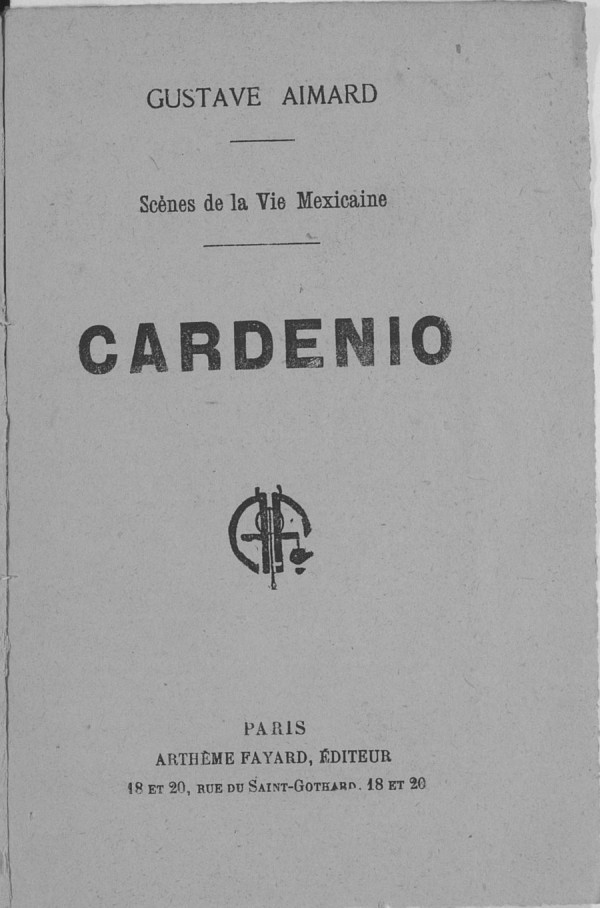 GUSTAVE AIMARD
Scènes de la Vie Mexicaine
CARDENIO
PARIS
ARTHÈME FAYARD, ÉDITEUR
18 ET 20, RUE DU SAINT-GOTHARD. 18 ET 20